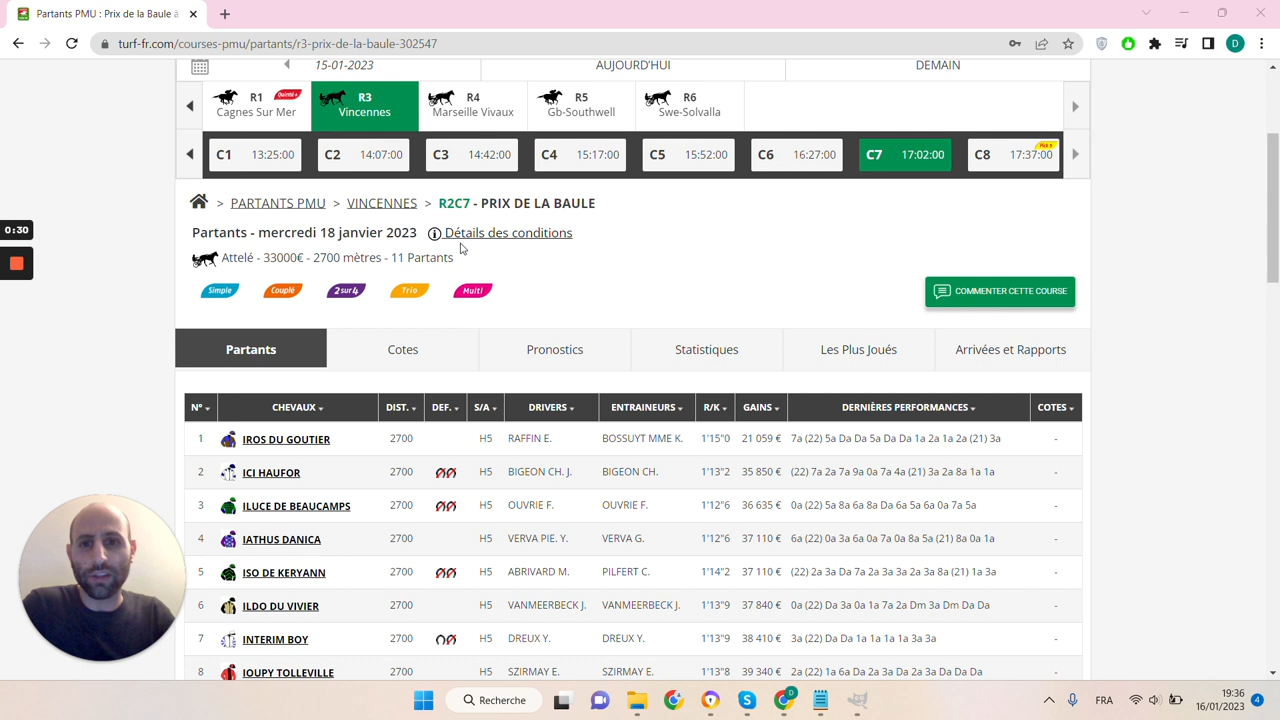 Partants PMU : Prix de la Baule à
turf-fr.com/courses-pmu/partants/r3-prix-de-la-baule-302547
D
15-01-2023 AUJOURD'HUI DEMAIN
R1 Quinté+ Cagnes Sur Mer
R3 Vincennes
R4 Marseille Vivaux
R5 Gb-Southwell
R6 Swe-Solvalla
C1 13:25:00 C2 14:07:00 C3 14:42:00 C4 15:17:00 C5 15:52:00 C6 16:27:00 C7 17:02:00 C8 17:37:00 Pick 5
> PARTANTS PMU > VINCENNES > R2C7 - PRIX DE LA BAULE
0:30
Partants - mercredi 18 janvier 2023 Détails des conditions
Attelé - 33000€ - 2700 mètres - 11 Partants
Simple Couplé 2sur4 Trio Multi
COMMENTER CETTE COURSE
Partants Cotes Pronostics Statistiques Les Plus Joués Arrivées et Rapports
N° CHEVAUX DIST. DEF. S/A DRIVERS ENTRAINEURS R/K GAINS DERNIÈRES PERFORMANCES COTES
1 IROS DU GOUTIER 2700 H5 RAFFIN E. BOSSUYT MME K. 1'15"0 21 059 € 7a (22) 5a Da Da 5a Da Da 1a 2a 1a 2a (21) 3a -
2 ICI HAUFOR 2700 H5 BIGEON CH. J. BIGEON CH. 1'13"2 35 850 € (22) 7a 2a 7a 9a 0a 7a 4a (21) 3a 2a 8a 1a 1a -
3 ILUCE DE BEAUCAMPS 2700 H5 OUVRIE F. OUVRIE F. 1'12"6 36 635 € 0a (22) 5a 8a 6a 8a Da 6a 5a 6a 0a 7a 5a -
4 IATHUS DANICA 2700 H5 VERVA PIE. Y. VERVA G. 1'12"6 37 110 € 6a (22) 0a 3a 6a 0a 7a 0a 8a 5a (21) 8a 0a 1a -
5 ISO DE KERYANN 2700 H5 ABRIVARD M. PILFERT C. 1'14"2 37 110 € (22) 2a 3a Da 7a 2a 3a 3a 2a 3a 8a (21) 1a 3a -
6 ILDO DU VIVIER 2700 H5 VANMEERBECK J. VANMEERBECK J. 1'13"9 37 840 € 0a (22) Da 3a 0a 1a 7a 2a Dm 3a Dm Da Da -
7 INTERIM BOY 2700 H5 DREUX Y. DREUX Y. 1'13"9 38 410 € 3a (22) Da Da 1a 1a 1a 1a 3a 3a -
8 IOUPY TOLLEVILLE 2700 H5 SZIRMAY E. SZIRMAY E. 1'13"8 39 340 € 2a (22) 1a 6a Da 2a 3a Da 2a 3a Da Da Da -
Recherche
FRA
19:36
16/01/2023
4